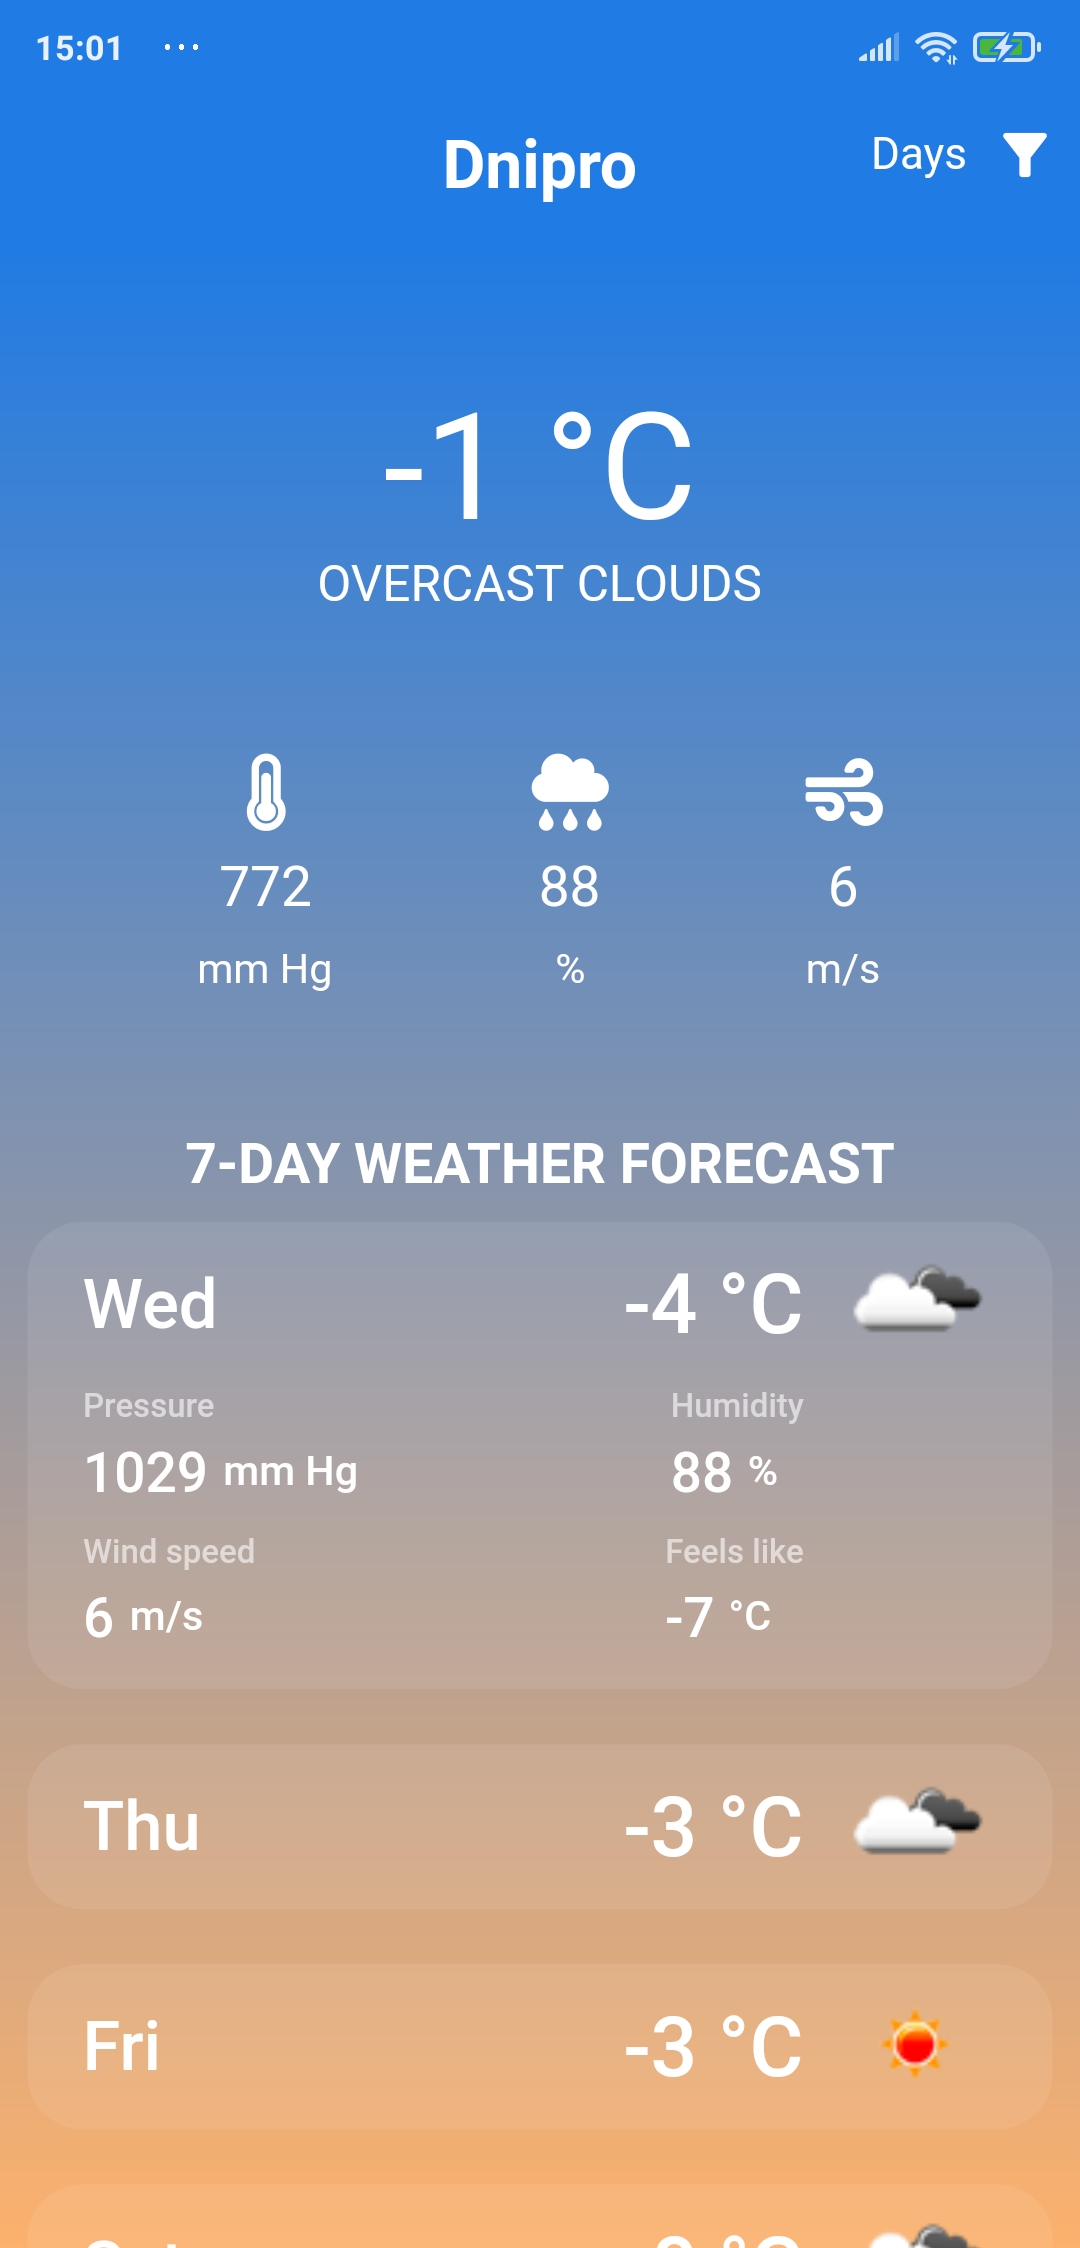 15:01 ...
Dnipro
Days
-1 °C
OVERCAST CLOUDS
772 88 6
mm Hg % m/s
7-DAY WEATHER FORECAST
Wed -4 °C
Pressure Humidity
1029 mm Hg 88 %
Wind speed Feels like
6 m/s -7 °C
Thu -3 °C
Fri -3 °C